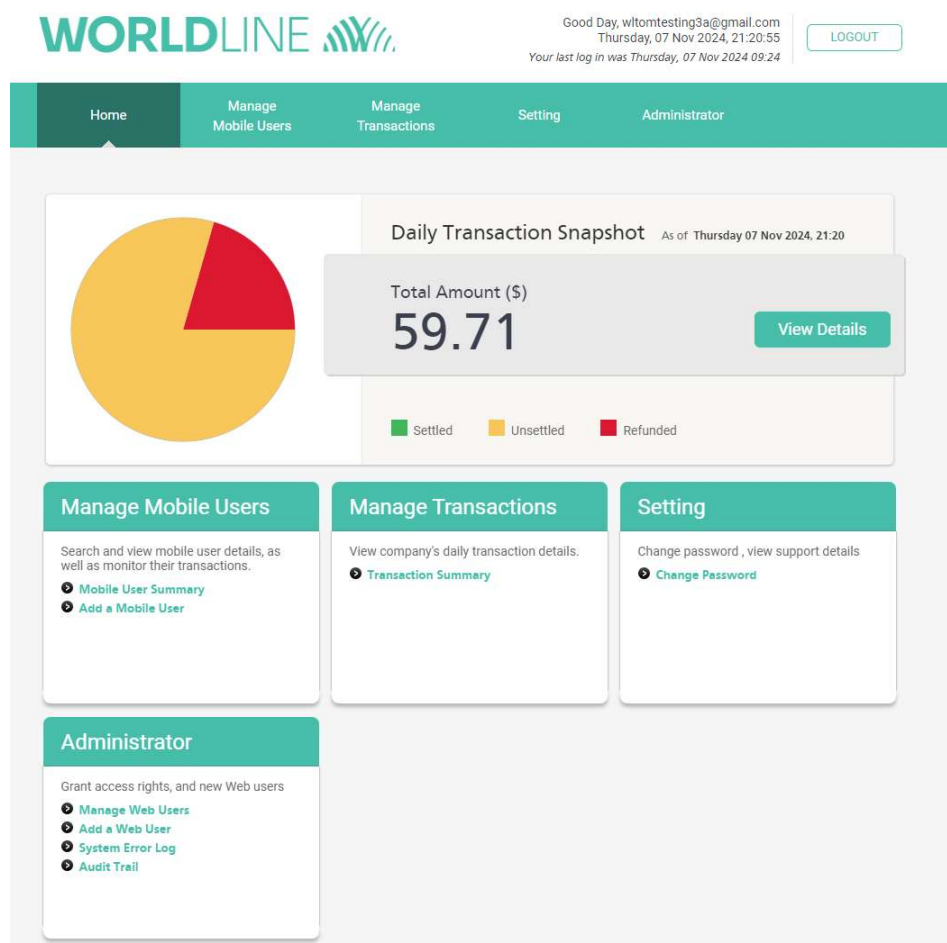 WORLDLINE
Good Day, wltomtesting3a@gmail.com
Thursday, 07 Nov 2024, 21:20:55
Your last log in was Thursday, 07 Nov 2024 09:24
LOGOUT
Home
Manage
Mobile Users
Manage
Transactions
Setting
Administrator
Daily Transaction Snapshot As of Thursday 07 Nov 2024, 21:20
Total Amount ($)
59.71
View Details
Settled Unsettled Refunded
Manage Mobile Users
Search and view mobile user details, as
well as monitor their transactions.
Mobile User Summary
Add a Mobile User
Manage Transactions
View company's daily transaction details.
Transaction Summary
Setting
Change password , view support details
Change Password
Administrator
Grant access rights, and new Web users
Manage Web Users
Add a Web User
System Error Log
Audit Trail